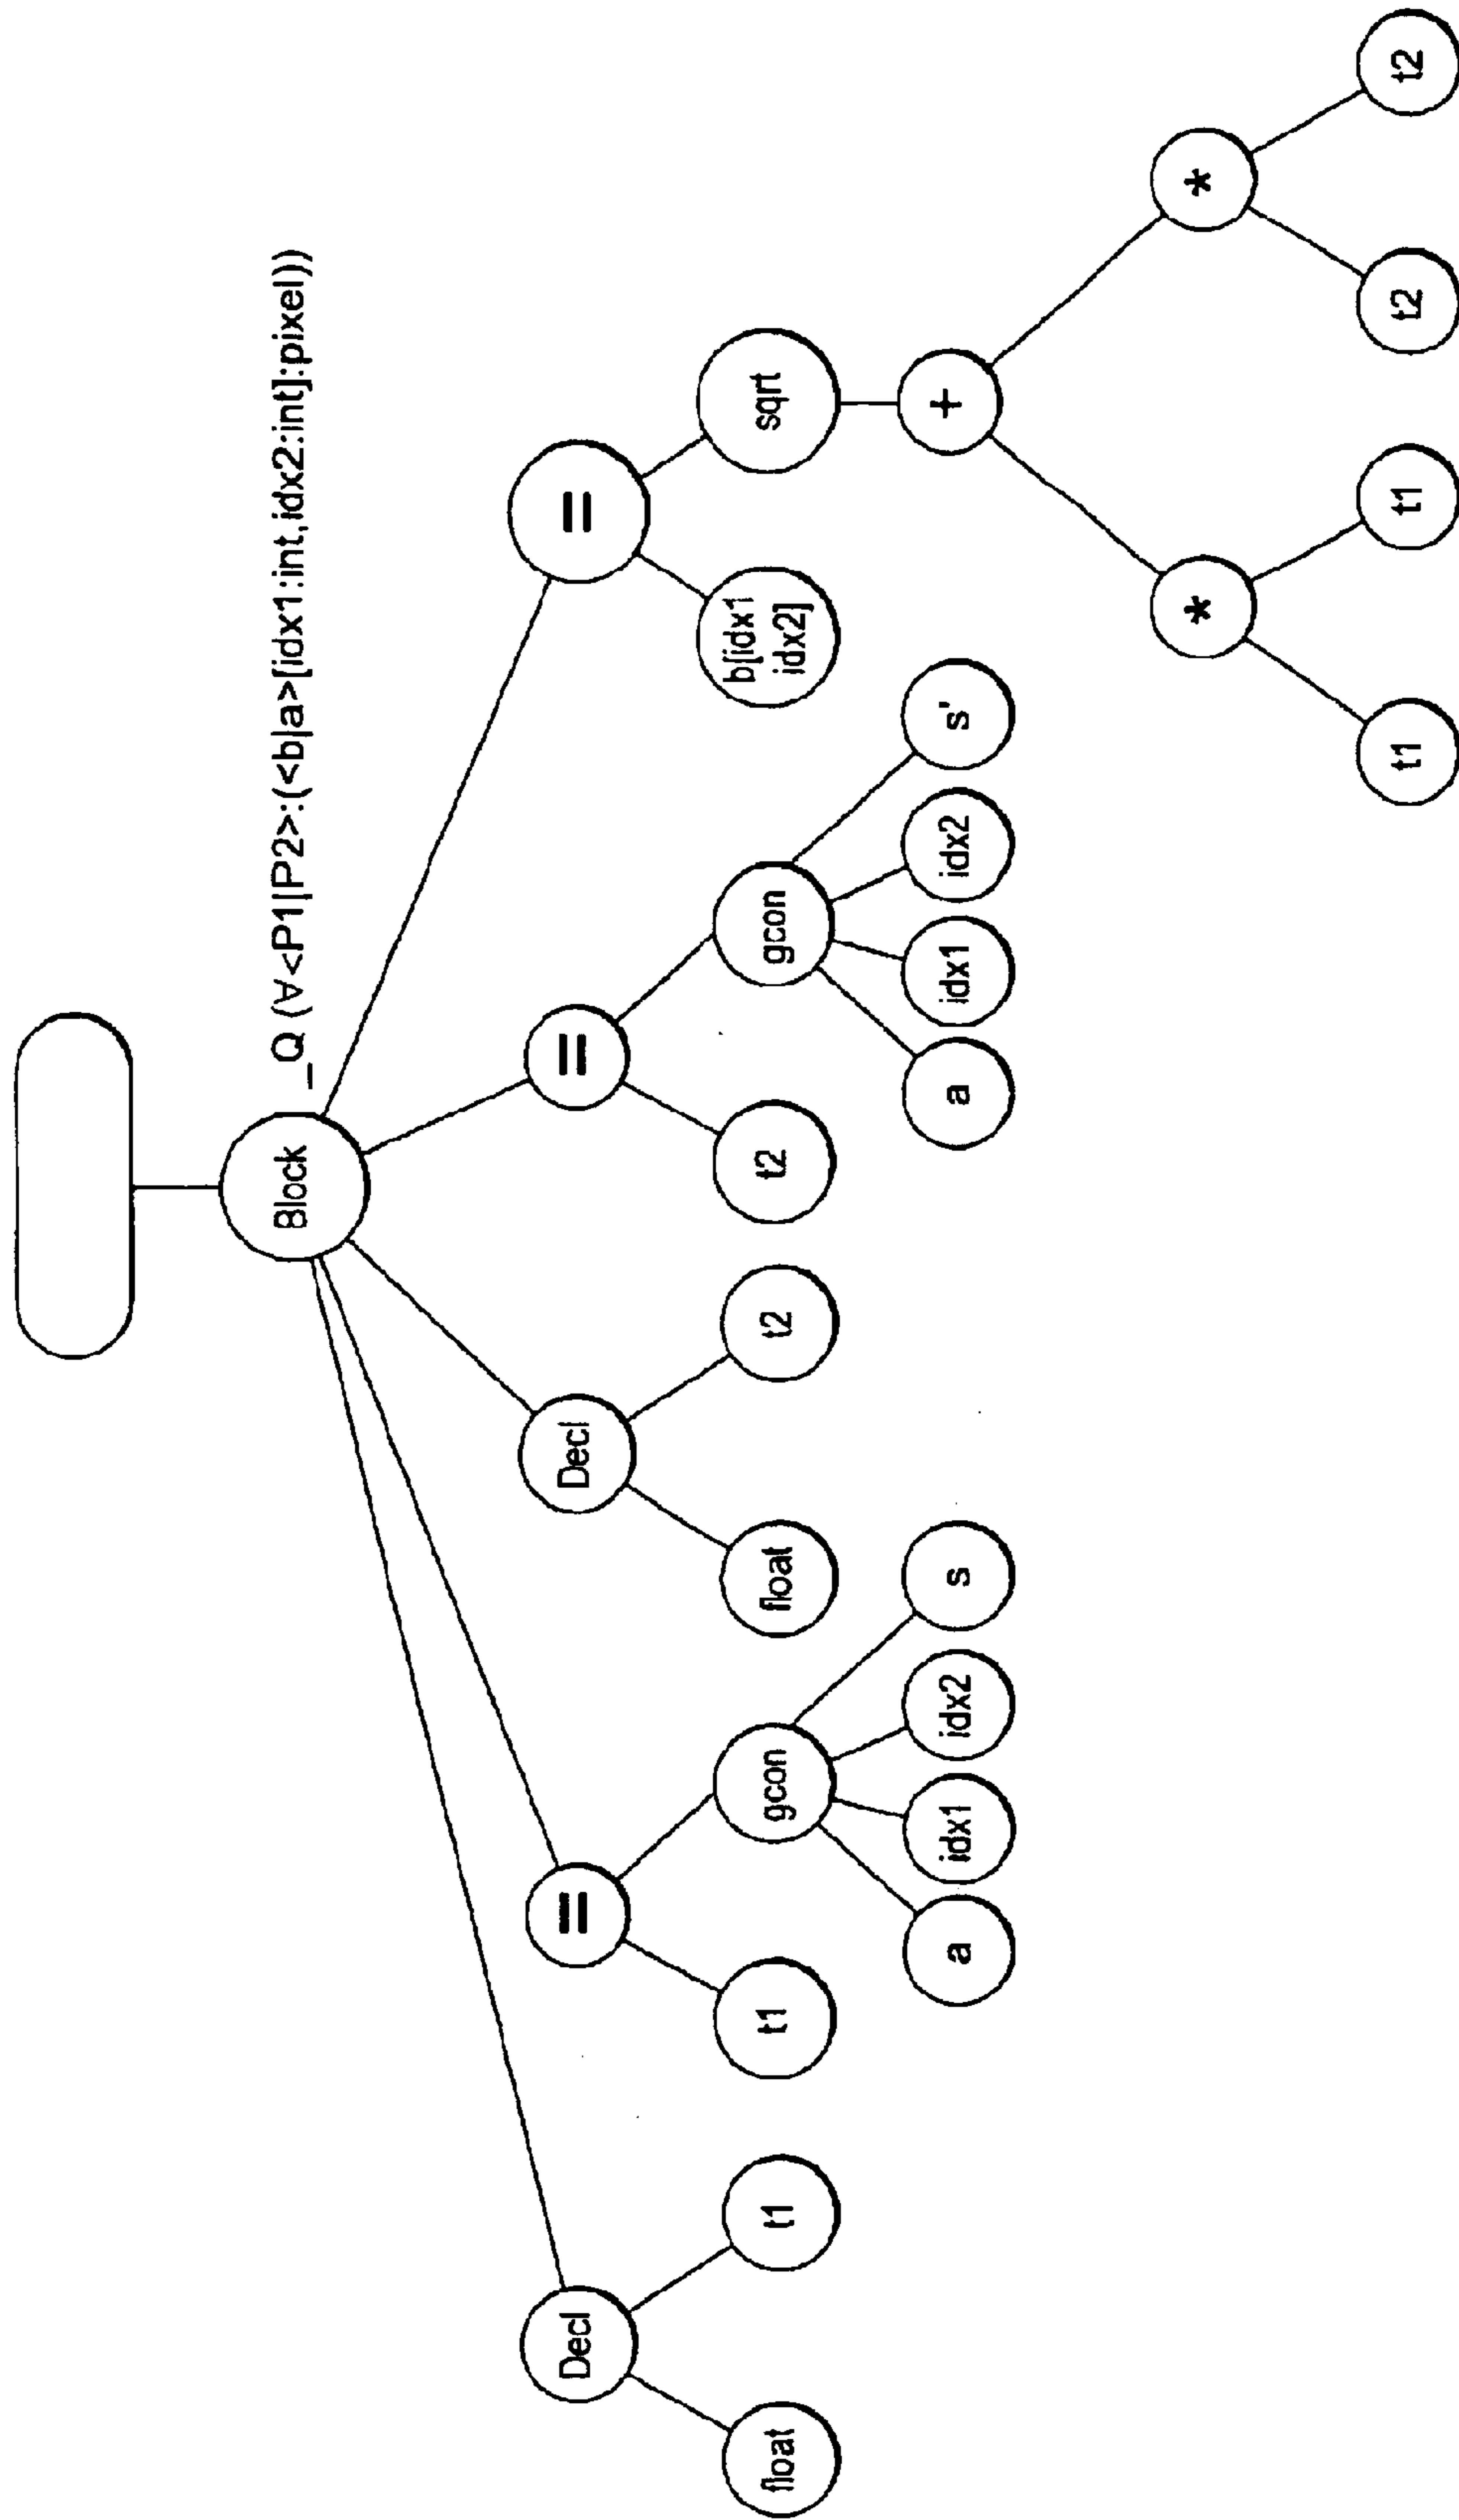 Block
_Q (∀<P1|P2>:(<b|a>[idx1:int,idx2:int]:pixel))
Decl
=
Decl
=
=
float
t1
t1
gcon
float
t2
t2
gcon
b[idx1
idx2]
sqrt
a
idx1
idx2
s
a
idx1
idx2
s'
+
*
*
t1
t1
t2
t2